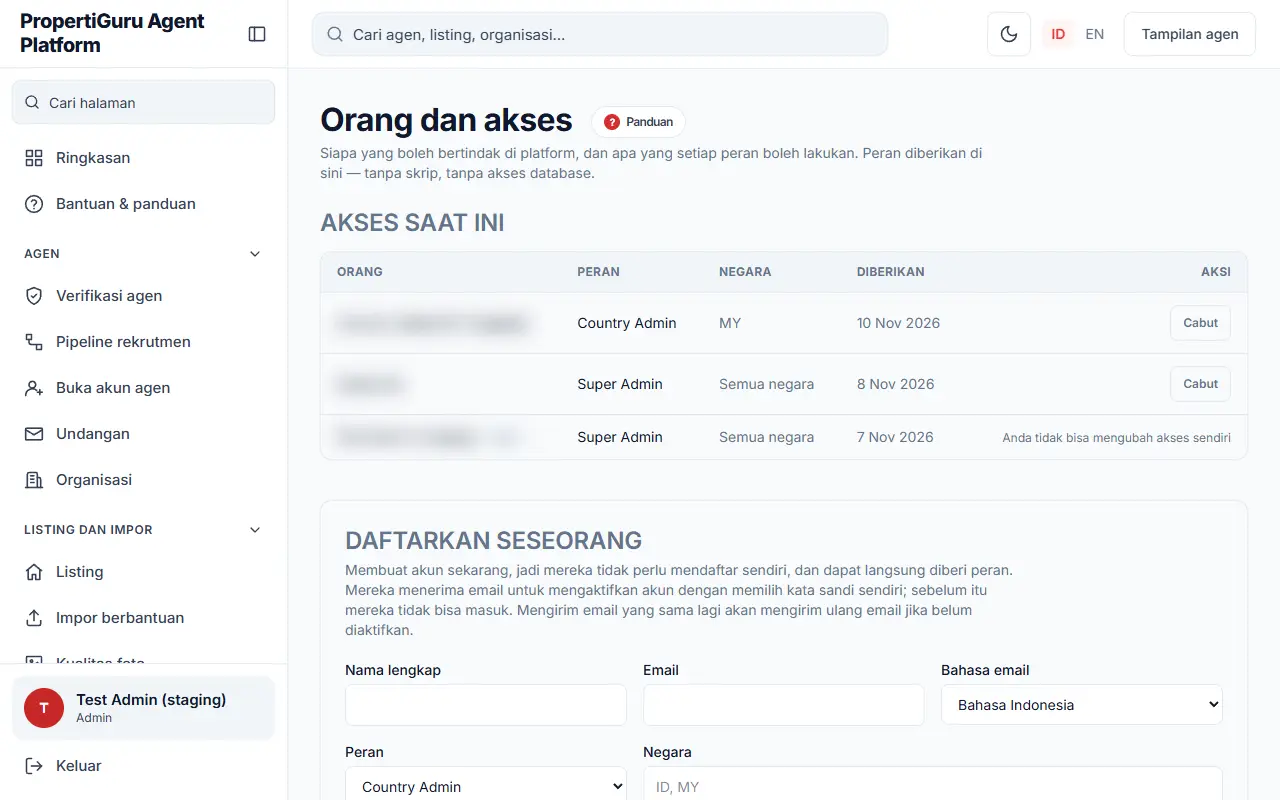 PropertiGuru Agent
Platform
Cari agen, listing, organisasi...
ID
EN
Tampilan agen
Cari halaman
Ringkasan
Bantuan & panduan
AGEN
Verifikasi agen
Pipeline rekrutmen
Buka akun agen
Undangan
Organisasi
LISTING DAN IMPOR
Listing
Impor berbantuan
Kualitas foto
T
Test Admin (staging)
Admin
Keluar
Orang dan akses
? Panduan
Siapa yang boleh bertindak di platform, dan apa yang setiap peran boleh lakukan. Peran diberikan di
sini — tanpa skrip, tanpa akses database.
AKSES SAAT INI
ORANG PERAN NEGARA DIBERIKAN AKSI
Country Admin MY 10 Nov 2026 Cabut
Super Admin Semua negara 8 Nov 2026 Cabut
Super Admin Semua negara 7 Nov 2026 Anda tidak bisa mengubah akses sendiri
DAFTARKAN SESEORANG
Membuat akun sekarang, jadi mereka tidak perlu mendaftar sendiri, dan dapat langsung diberi peran.
Mereka menerima email untuk mengaktifkan akun dengan memilih kata sandi sendiri; sebelum itu
mereka tidak bisa masuk. Mengirim email yang sama lagi akan mengirim ulang email jika belum
diaktifkan.
Nama lengkap Email Bahasa email
Bahasa Indonesia
Peran Negara
Country Admin ID, MY